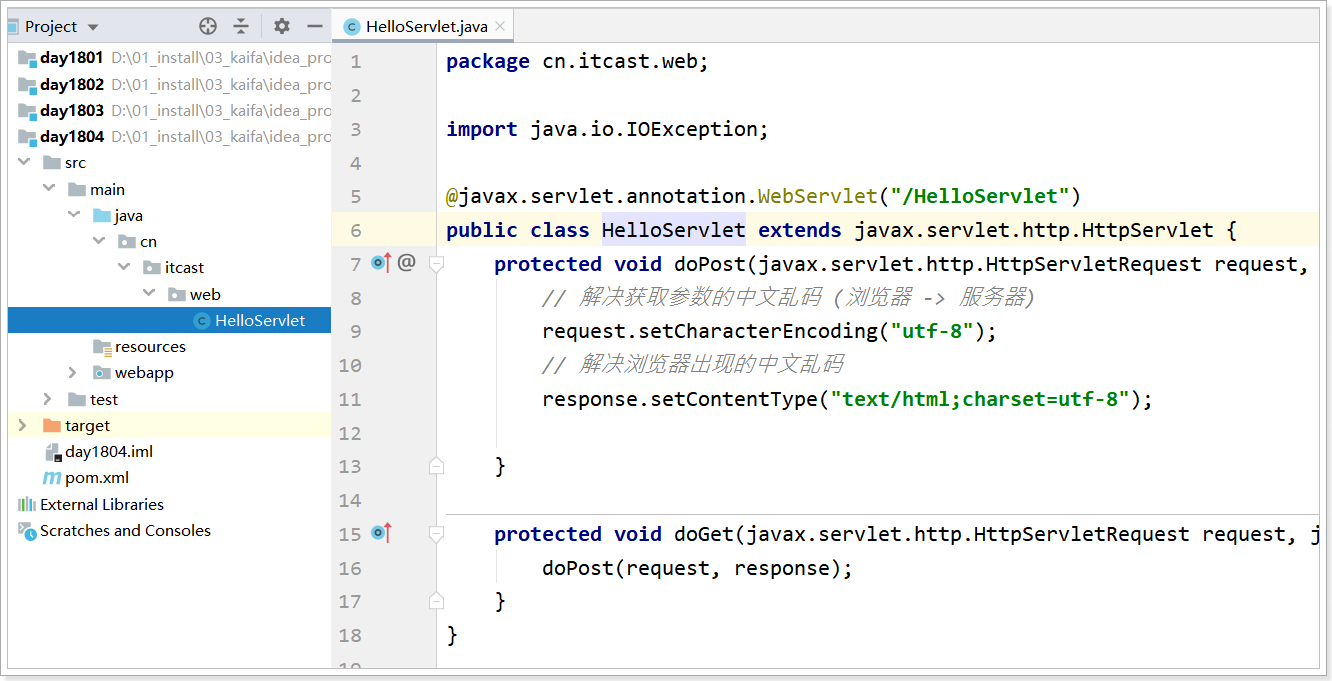 Project
HelloServlet.java
day1801 D:\01_install\03_kaifa\idea_pro
day1802 D:\01_install\03_kaifa\idea_pro
day1803 D:\01_install\03_kaifa\idea_pro
day1804 D:\01_install\03_kaifa\idea_pro
src
main
java
cn
itcast
web
HelloServlet
resources
webapp
test
target
day1804.iml
pom.xml
External Libraries
Scratches and Consoles
1 package cn.itcast.web;
2
3 import java.io.IOException;
4
5 @javax.servlet.annotation.WebServlet("/HelloServlet")
6 public class HelloServlet extends javax.servlet.http.HttpServlet {
7 @ protected void doPost(javax.servlet.http.HttpServletRequest request,
8 // 解决获取参数的中文乱码 (浏览器 -> 服务器)
9 request.setCharacterEncoding("utf-8");
10 // 解决浏览器出现的中文乱码
11 response.setContentType("text/html;charset=utf-8");
12
13 }
14
15 protected void doGet(javax.servlet.http.HttpServletRequest request, j
16 doPost(request, response);
17 }
18 }